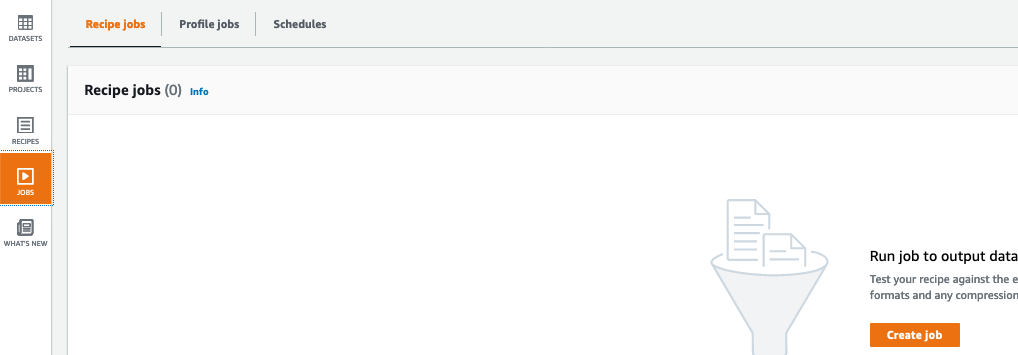 DATASETS
PROJECTS
RECIPES
JOBS
WHAT'S NEW
Recipe jobs
Profile jobs
Schedules
Recipe jobs (0) Info
Run job to output data
Test your recipe against the e
formats and any compression
Create job